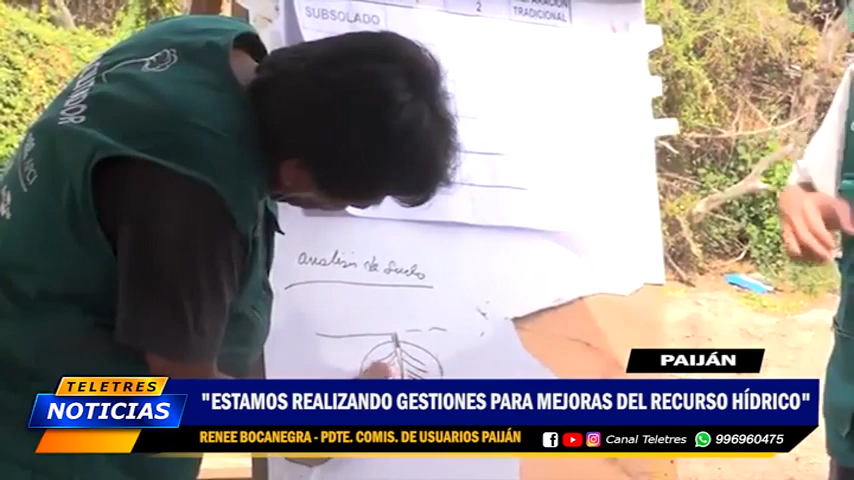 SUBSOLADO
2
TRADICIONAL
analisis de suelo
PAIJÁN
TELETRES
NOTICIAS
"ESTAMOS REALIZANDO GESTIONES PARA MEJORAS DEL RECURSO HÍDRICO"
RENEE BOCANEGRA - PDTE. COMIS. DE USUARIOS PAIJÁN
Canal Teletres
996960475